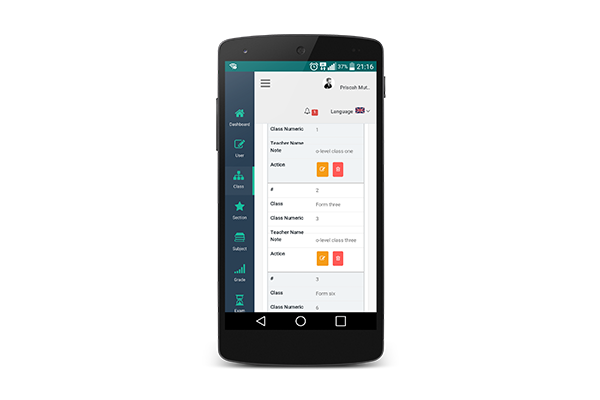 37% 21:16
Priscah Mut..
1
Language
Dashboard
User
Class
Section
Subject
Grade
Exam
Class Numeric 1
Teacher Name
Note o-level class one
Action
# 2
Class Form three
Class Numeric 3
Teacher Name
Note o-level class three
Action
# 3
Class Form six
Class Numeric 6